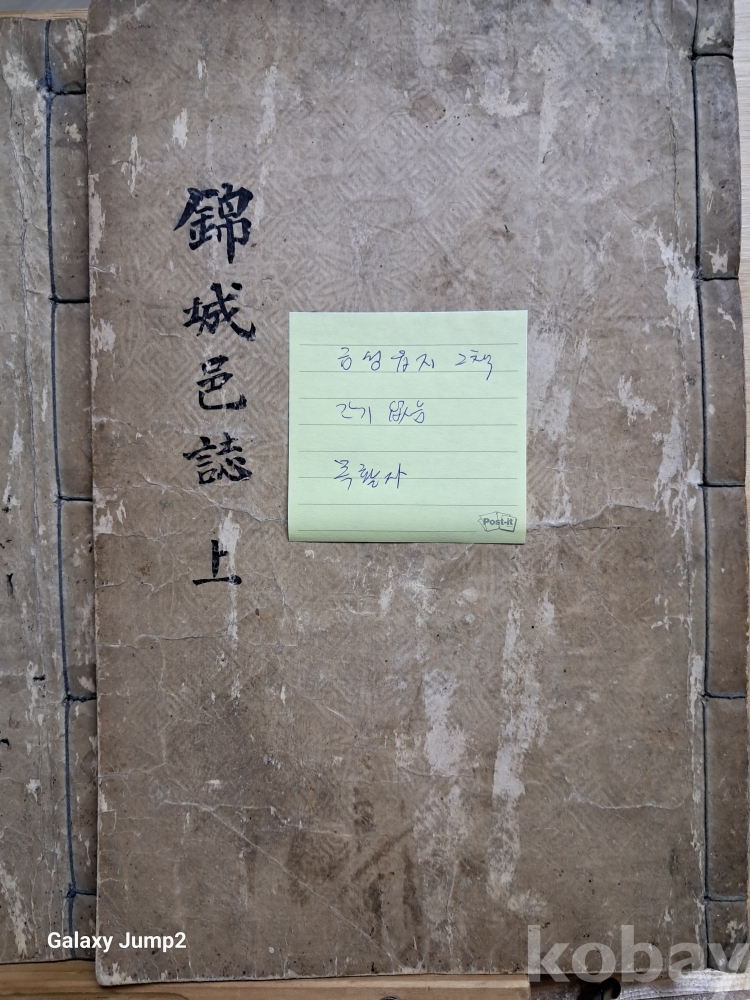 錦城邑誌 上
금성읍지 2책
간기 없음
목활자
Post-it
Galaxy Jump2
kobay